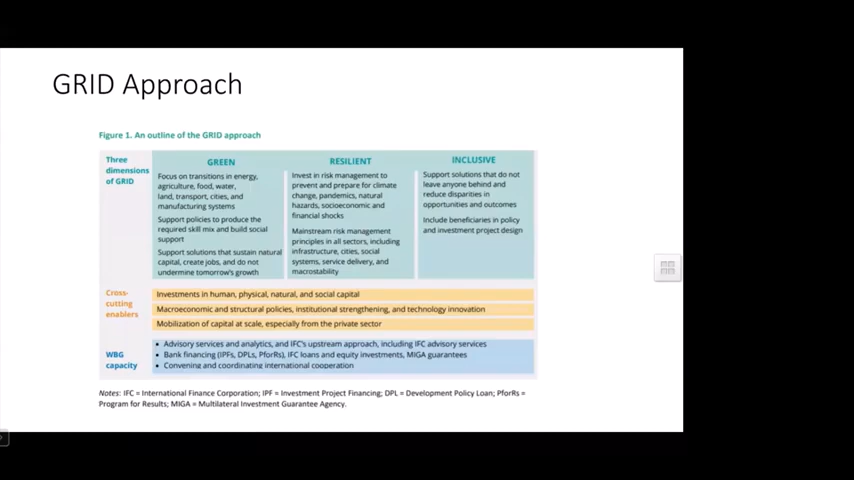 GRID Approach
Figure 1. An outline of the GRID approach
Three
dimensions
of GRID
GREEN
Focus on transitions in energy,
agriculture, food, water,
land, transport, cities, and
manufacturing systems
Support policies to produce the
required skill mix and build social
support
Support solutions that sustain natural
capital, create jobs, and do not
undermine tomorrow's growth
RESILIENT
Invest in risk management to
prevent and prepare for climate
change, pandemics, natural
hazards, socioeconomic and
financial shocks
Mainstream risk management
principles in all sectors, including
infrastructure, cities, social
systems, service delivery, and
macrostability
INCLUSIVE
Support solutions that do not
leave anyone behind and
reduce disparities in
opportunities and outcomes
Include beneficiaries in policy
and investment project design
Cross-
cutting
enablers
Investments in human, physical, natural, and social capital
Macroeconomic and structural policies, institutional strengthening, and technology innovation
Mobilization of capital at scale, especially from the private sector
WBG
capacity
• Advisory services and analytics, and IFC's upstream approach, including IFC advisory services
• Bank financing (IPFs, DPLs, PforRs), IFC loans and equity investments, MIGA guarantees
• Convening and coordinating international cooperation
Notes: IFC = International Finance Corporation; IPF = Investment Project Financing; DPL = Development Policy Loan; PforRs =
Program for Results; MIGA = Multilateral Investment Guarantee Agency.